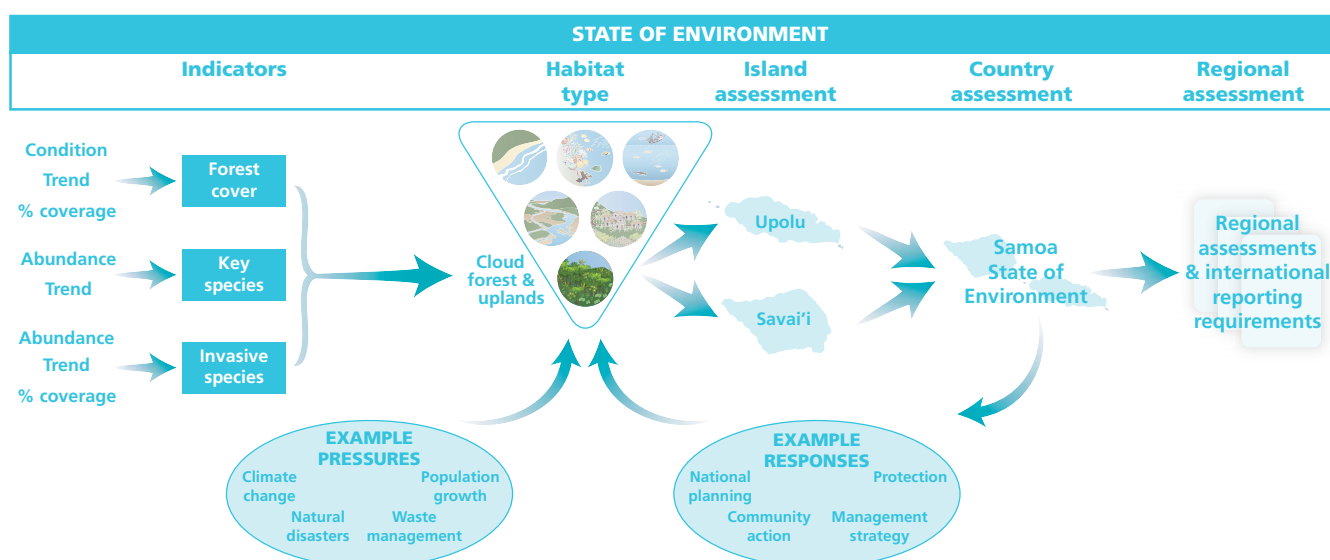 STATE OF ENVIRONMENT
Indicators
Habitat
type
Island
assessment
Country
assessment
Regional
assessment
Condition
Trend
% coverage
Forest
cover
Abundance
Trend
Key
species
Abundance
Trend
% coverage
Invasive
species
Cloud
forest &
uplands
Upolu
Savai’i
Samoa
State of
Environment
Regional
assessments
& international
reporting
requirements
EXAMPLE
PRESSURES
Climate
change
Population
growth
Natural
disasters
Waste
management
EXAMPLE
RESPONSES
National
planning
Protection
Community
action
Management
strategy